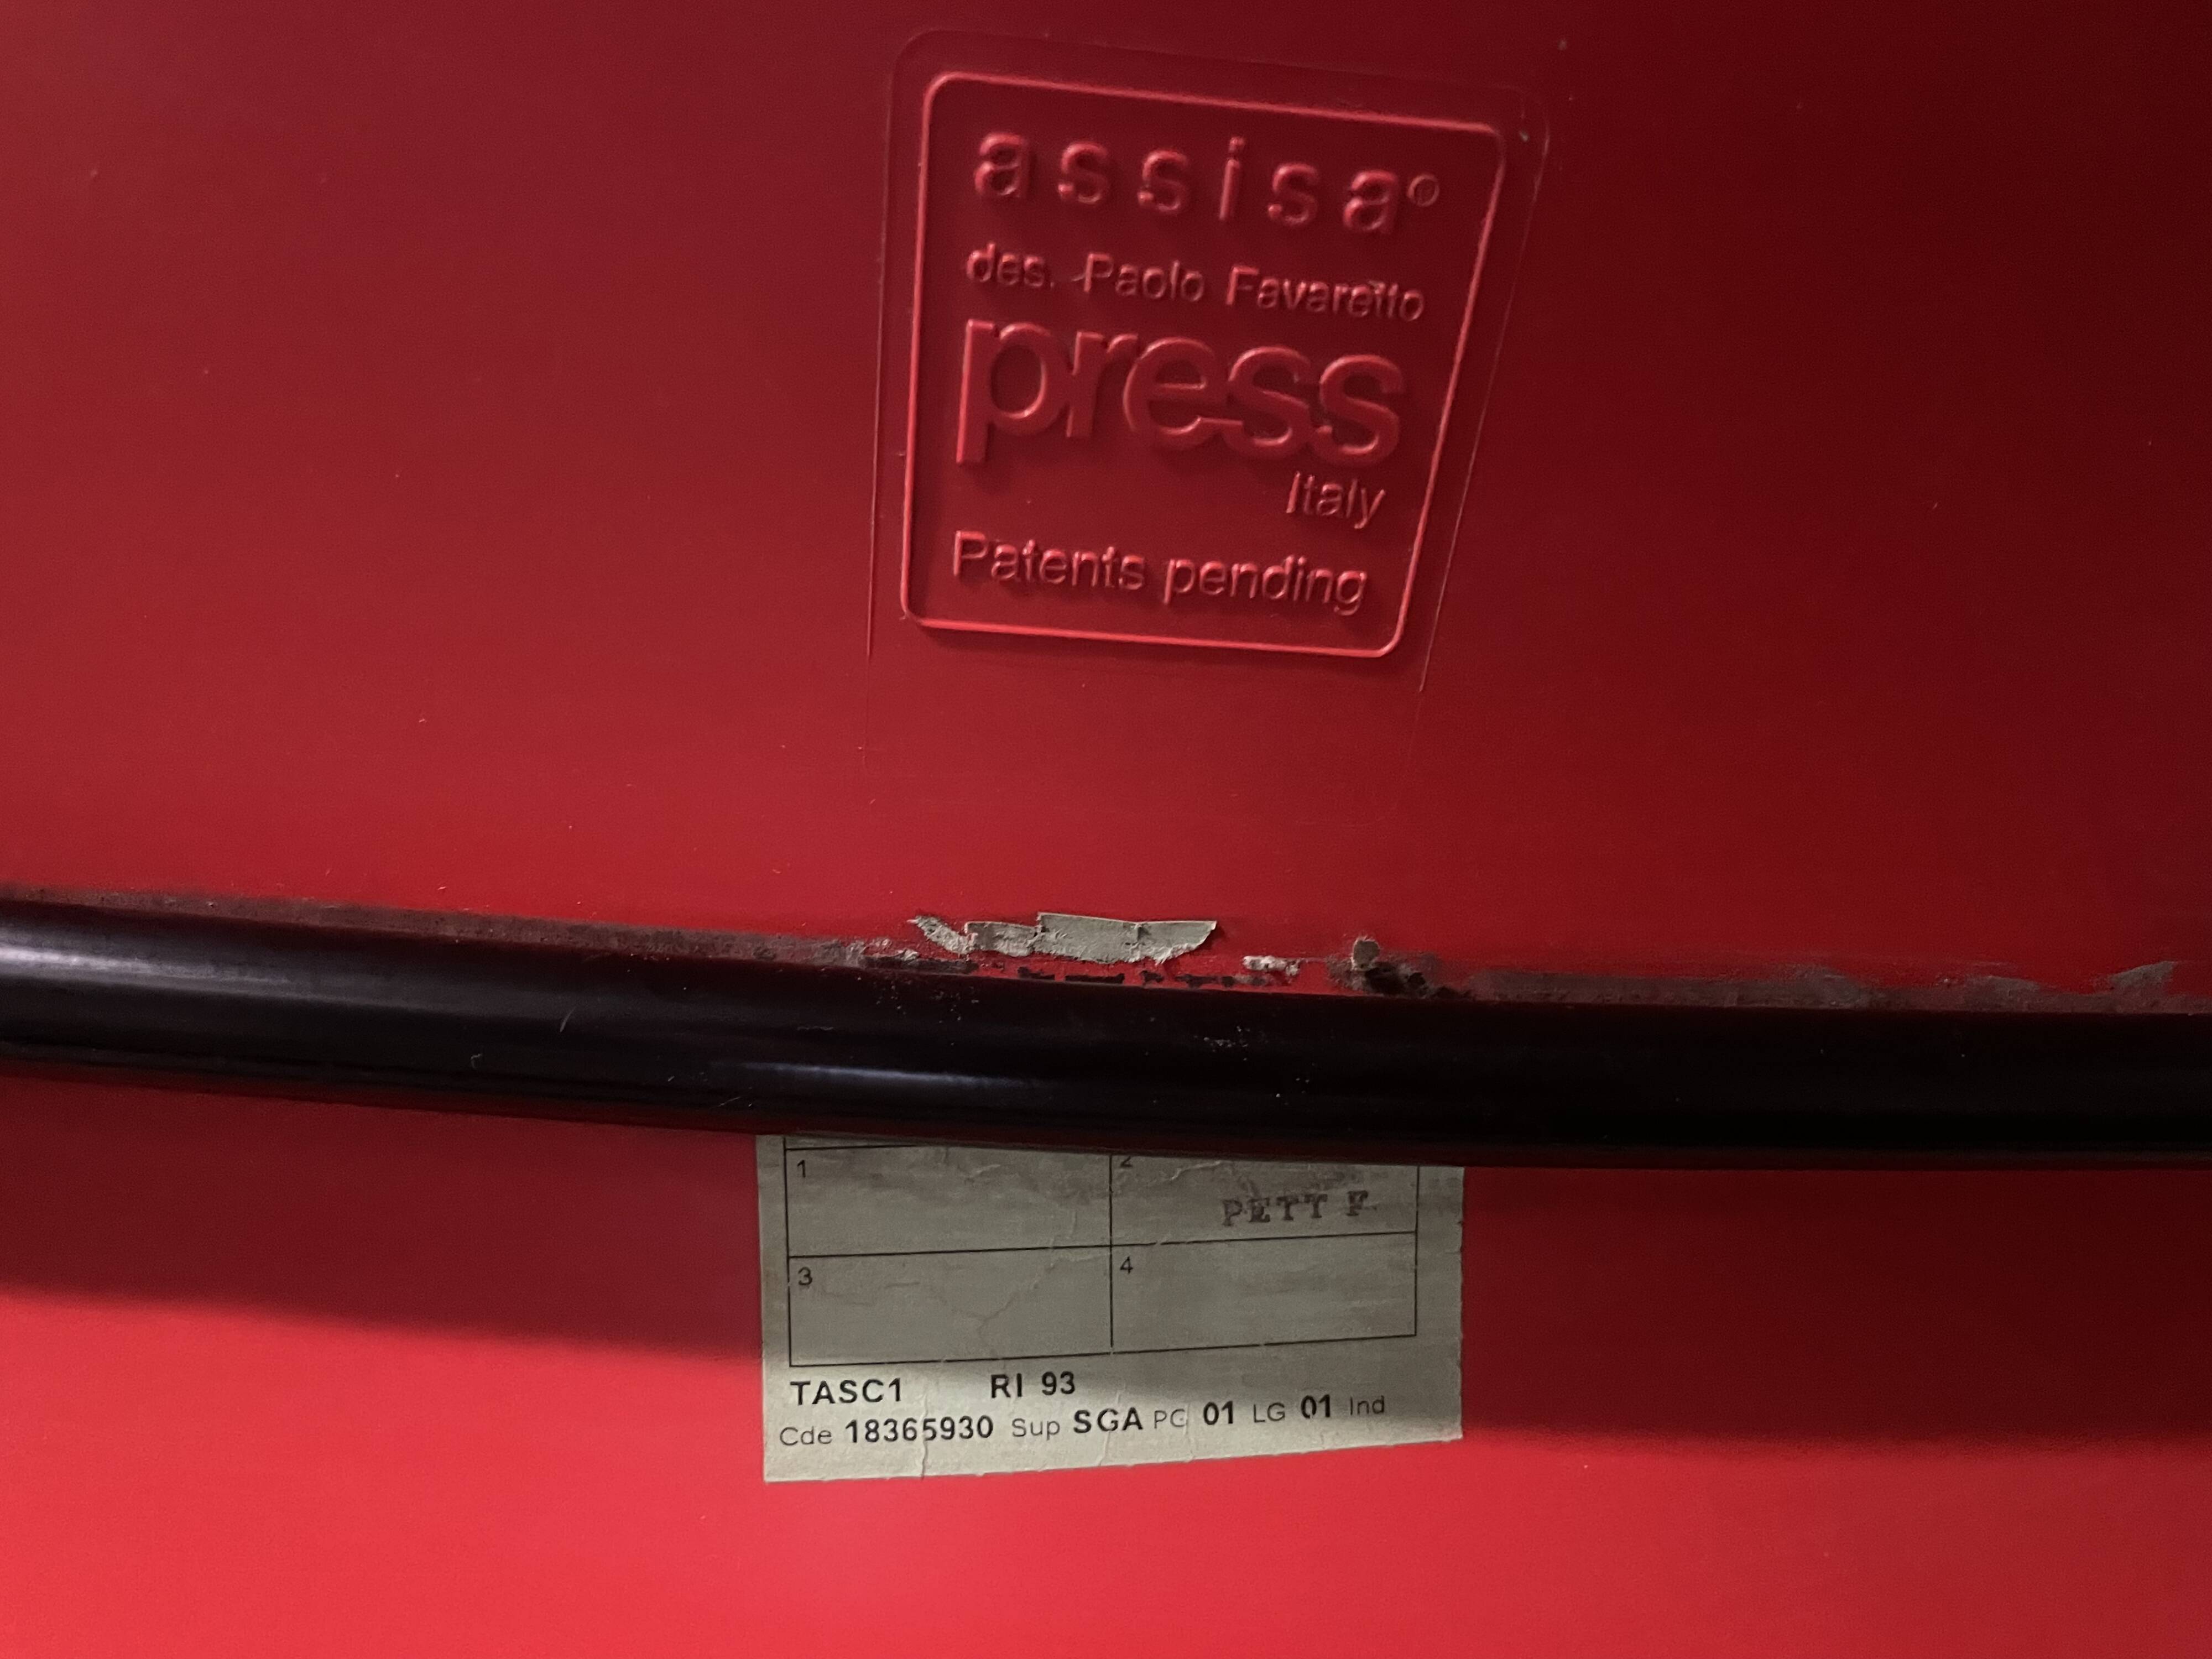 assisa®
des. Paolo Favaretto
press
Italy
Patents pending
1 2
PETT F.
3 4
TASC1 RI 93
Cde 18365930 Sup SGA PC 01 LG 01 Ind